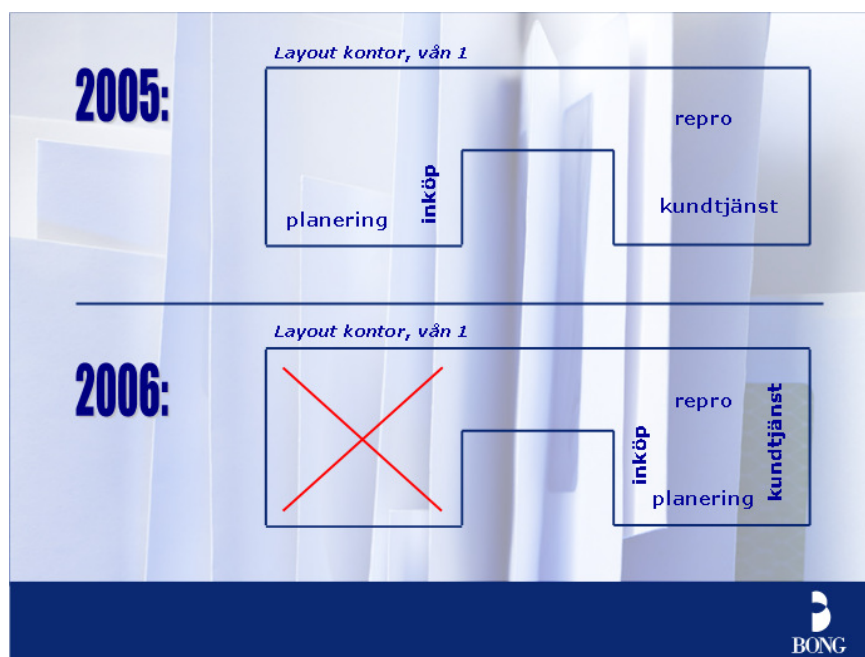 Layout kontor, vån 1
2005:
repro
inköp
planering
kundtjänst
Layout kontor, vån 1
2006:
repro
kundtjänst
inköp
planering
BONG